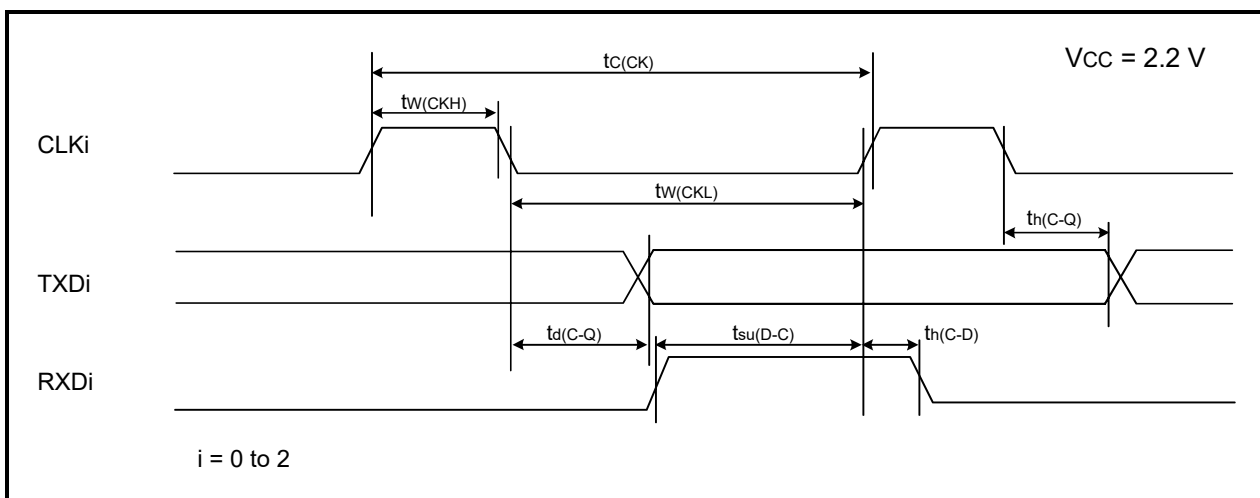 VCC = 2.2 V
tC(CK)
tW(CKH)
CLKi
tW(CKL)
th(C-Q)
TXDi
td(C-Q)
tsu(D-C)
th(C-D)
RXDi
i = 0 to 2